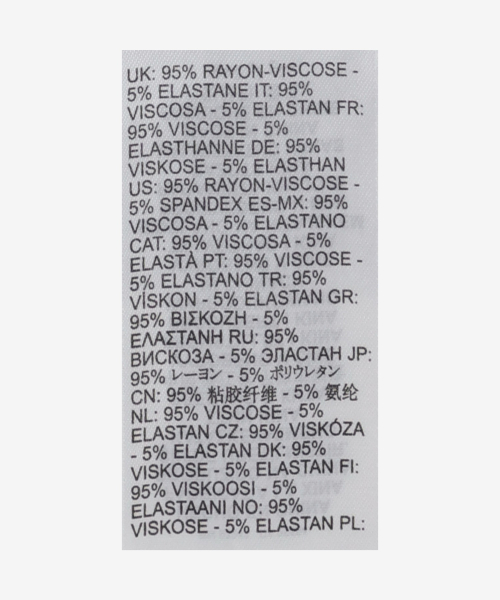 UK: 95% RAYON-VISCOSE -
5% ELASTANE IT: 95%
VISCOSA - 5% ELASTAN FR:
95% VISCOSE - 5%
ELASTHANNE DE: 95%
VISKOSE - 5% ELASTHAN
US: 95% RAYON-VISCOSE -
5% SPANDEX ES-MX: 95%
VISCOSA - 5% ELASTANO
CAT: 95% VISCOSA - 5%
ELASTÀ PT: 95% VISCOSE -
5% ELASTANO TR: 95%
VİSKON - 5% ELASTAN GR:
95% ΒΙΣΚΟΖΗ - 5%
ΕΛΑΣΤΑΝΗ RU: 95%
ВИСКОЗА - 5% ЭЛАСТАН JP:
95% レーヨン - 5% ポリウレタン
CN: 95% 粘胶纤维 - 5% 氨纶
NL: 95% VISCOSE - 5%
ELASTAN CZ: 95% VISKÓZA
- 5% ELASTAN DK: 95%
VISKOSE - 5% ELASTAN FI:
95% VISKOOSI - 5%
ELASTAANI NO: 95%
VISKOSE - 5% ELASTAN PL: